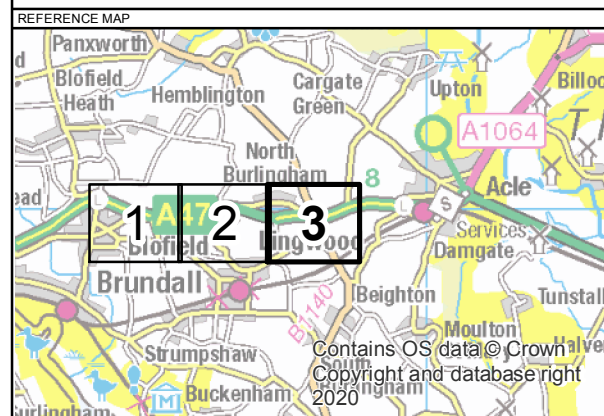 REFERENCE MAP
Panxworth
Blofield
Heath
Hemblington
Cargate
Green
Upton
A1064
North
Burlingham
8
Acle
S
Services
Damgate
L
L
1
A47
2
3
Blofield
Lingwood
Brundall
B1140
Beighton
Tunstall
Moulton
Strumpshaw
South
Burlingham
Buckenham
M
Contains OS data © Crown
Copyright and database right
2020